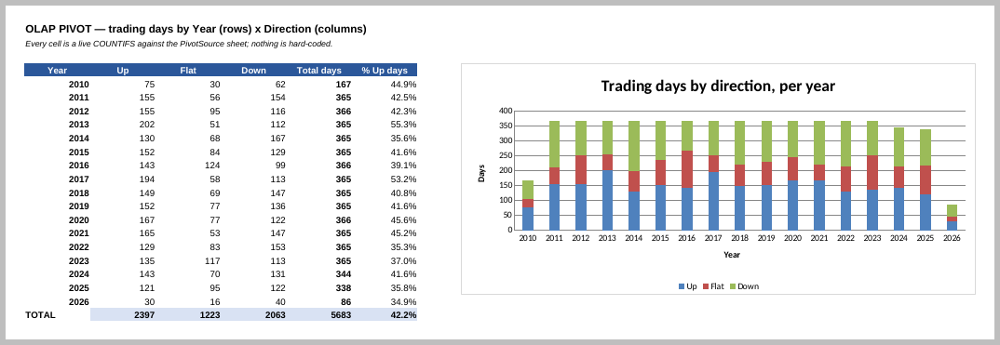 OLAP PIVOT — trading days by Year (rows) x Direction (columns)
Every cell is a live COUNTIFS against the PivotSource sheet; nothing is hard-coded.
Year Up Flat Down Total days % Up days
2010 75 30 62 167 44.9%
2011 155 56 154 365 42.5%
2012 155 95 116 366 42.3%
2013 202 51 112 365 55.3%
2014 130 68 167 365 35.6%
2015 152 84 129 365 41.6%
2016 143 124 99 366 39.1%
2017 194 58 113 365 53.2%
2018 149 69 147 365 40.8%
2019 152 77 136 365 41.6%
2020 167 77 122 366 45.6%
2021 165 53 147 365 45.2%
2022 129 83 153 365 35.3%
2023 135 117 113 365 37.0%
2024 143 70 131 344 41.6%
2025 121 95 122 338 35.8%
2026 30 16 40 86 34.9%
TOTAL 2397 1223 2063 5683 42.2%
Trading days by direction, per year
400
350
300
250
200
150
100
50
0
Days
2010 2011 2012 2013 2014 2015 2016 2017 2018 2019 2020 2021 2022 2023 2024 2025 2026
Year
Up Flat Down